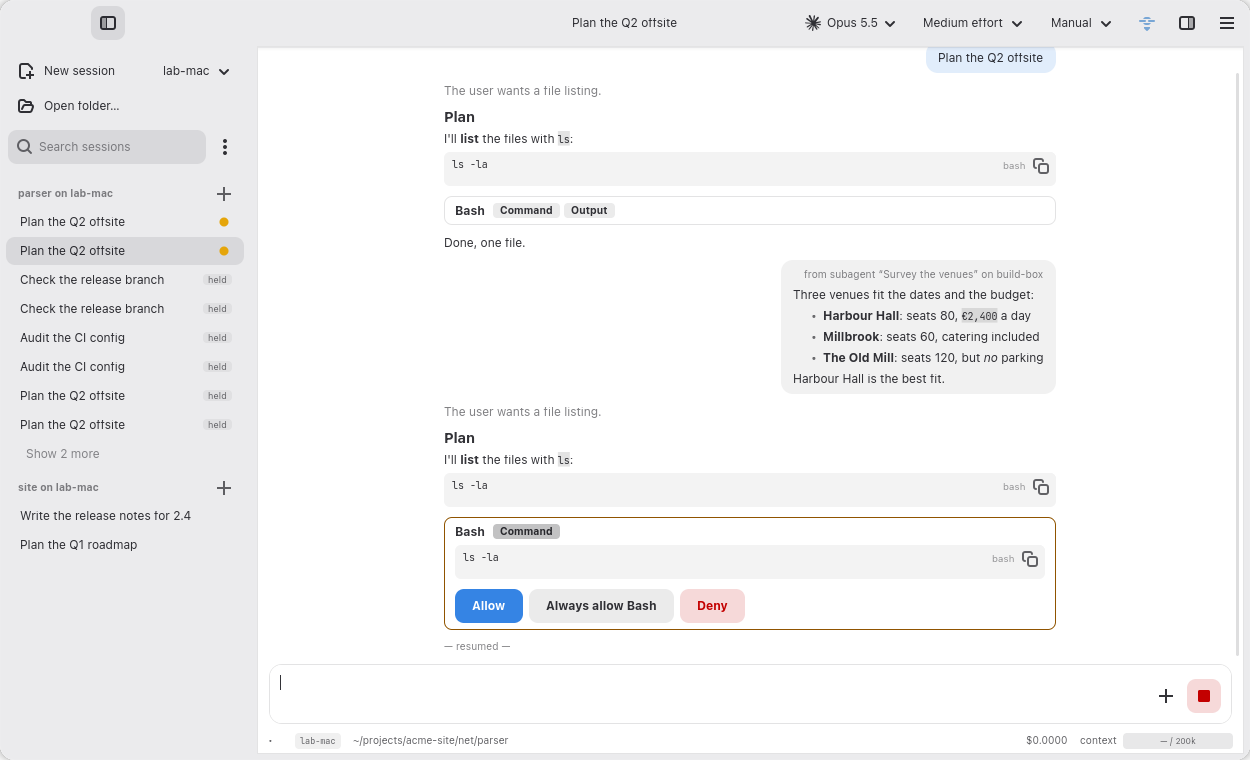 Plan the Q2 offsite
Opus 5.5
Medium effort
Manual
New session
lab-mac
Open folder...
Search sessions
parser on lab-mac
Plan the Q2 offsite
Plan the Q2 offsite
Check the release branch
held
Check the release branch
held
Audit the CI config
Audit the CI config
Plan the Q2 offsite
held
Plan the Q2 offsite
held
Show 2 more
site on lab-mac
Write the release notes for 2.4
Plan the Q1 roadmap
Plan the Q2 offsite
The user wants a file listing.
Plan
I'll list the files with ls:
ls -la
bash
Bash Command Output
Done, one file.
from subagent “Survey the venues” on build-box
Three venues fit the dates and the budget:
• Harbour Hall: seats 80, €2,400 a day
• Millbrook: seats 60, catering included
• The Old Mill: seats 120, but no parking
Harbour Hall is the best fit.
The user wants a file listing.
Plan
I'll list the files with ls:
ls -la
bash
Bash Command
ls -la
bash
Allow
Always allow Bash
Deny
— resumed —
lab-mac
~/projects/acme-site/net/parser
$0.0000
context
— / 200k